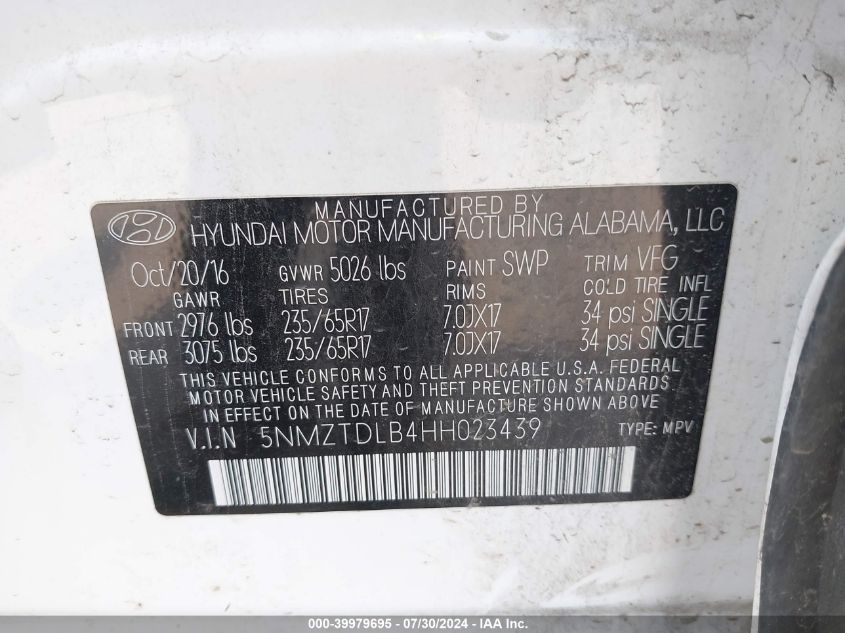 MANUFACTURED BY
HYUNDAI MOTOR MANUFACTURING ALABAMA, LLC
Oct/20/16 GVWR 5026 lbs PAINT SWP TRIM VFG
GAWR TIRES RIMS COLD TIRE INFL
FRONT 2976 lbs 235/65R17 7.0JX17 34 psi SINGLE
REAR 3075 lbs 235/65R17 7.0JX17 34 psi SINGLE
THIS VEHICLE CONFORMS TO ALL APPLICABLE U.S.A. FEDERAL
MOTOR VEHICLE SAFETY AND THEFT PREVENTION STANDARDS
IN EFFECT ON THE DATE OF MANUFACTURE SHOWN ABOVE
V.I.N 5NMZTDLB4HH023439 TYPE: MPV
000-39979695 - 07/30/2024 - IAA Inc.